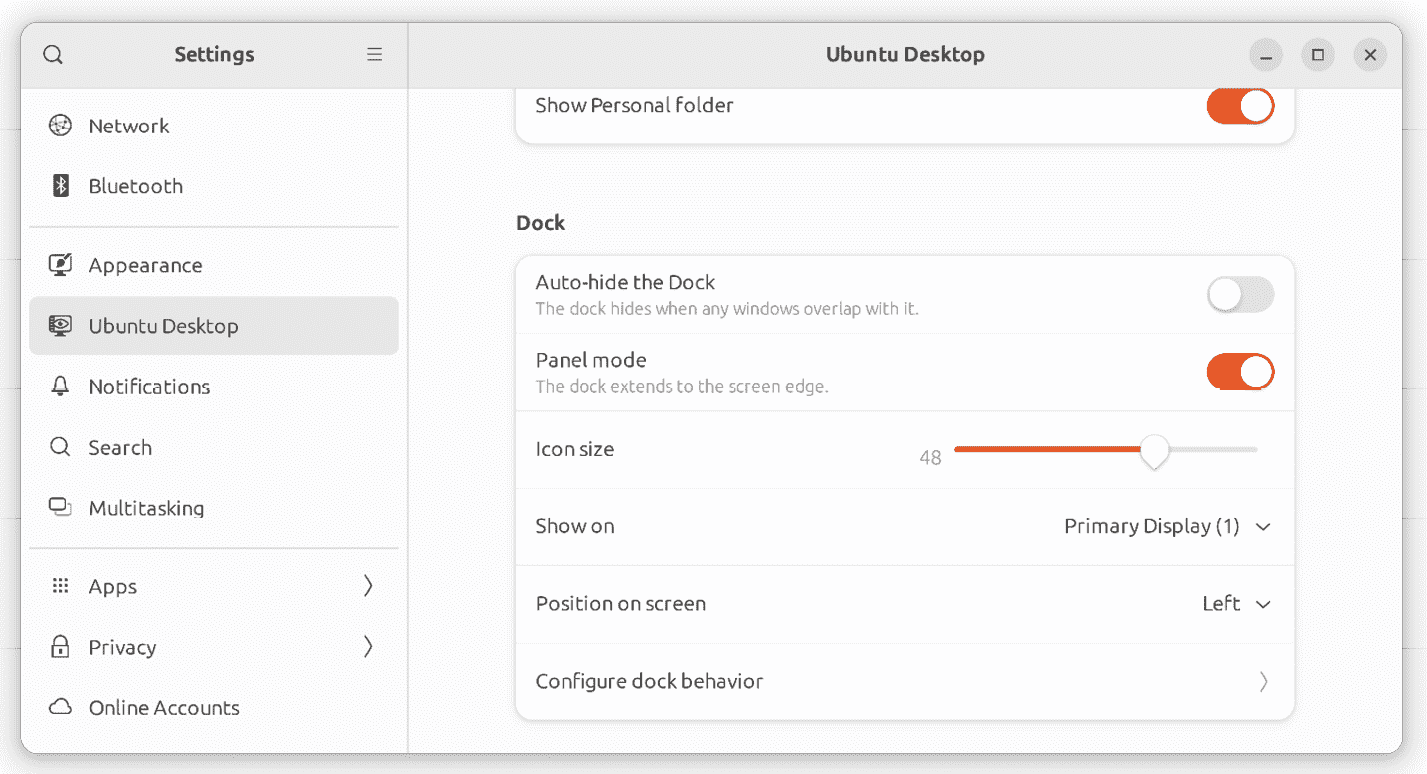 Settings
Ubuntu Desktop
Network
Bluetooth
Appearance
Ubuntu Desktop
Notifications
Search
Multitasking
Apps
Privacy
Online Accounts
Show Personal folder
Dock
Auto-hide the Dock
The dock hides when any windows overlap with it.
Panel mode
The dock extends to the screen edge.
Icon size 48
Show on Primary Display (1)
Position on screen Left
Configure dock behavior